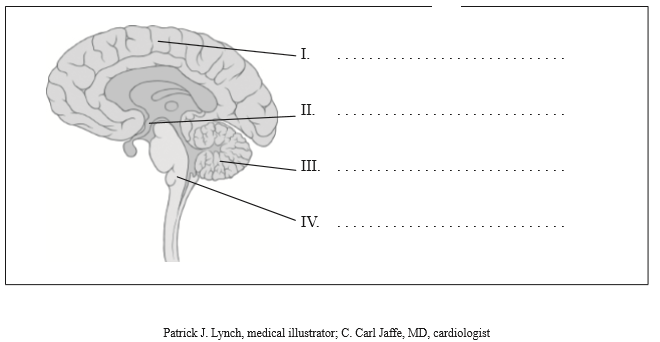 I. . . . . . . . . . . . . . . . . . . . . . . . . . . . .
II. . . . . . . . . . . . . . . . . . . . . . . . . . . . .
III. . . . . . . . . . . . . . . . . . . . . . . . . . . . .
IV. . . . . . . . . . . . . . . . . . . . . . . . . . . . .
Patrick J. Lynch, medical illustrator; C. Carl Jaffe, MD, cardiologist